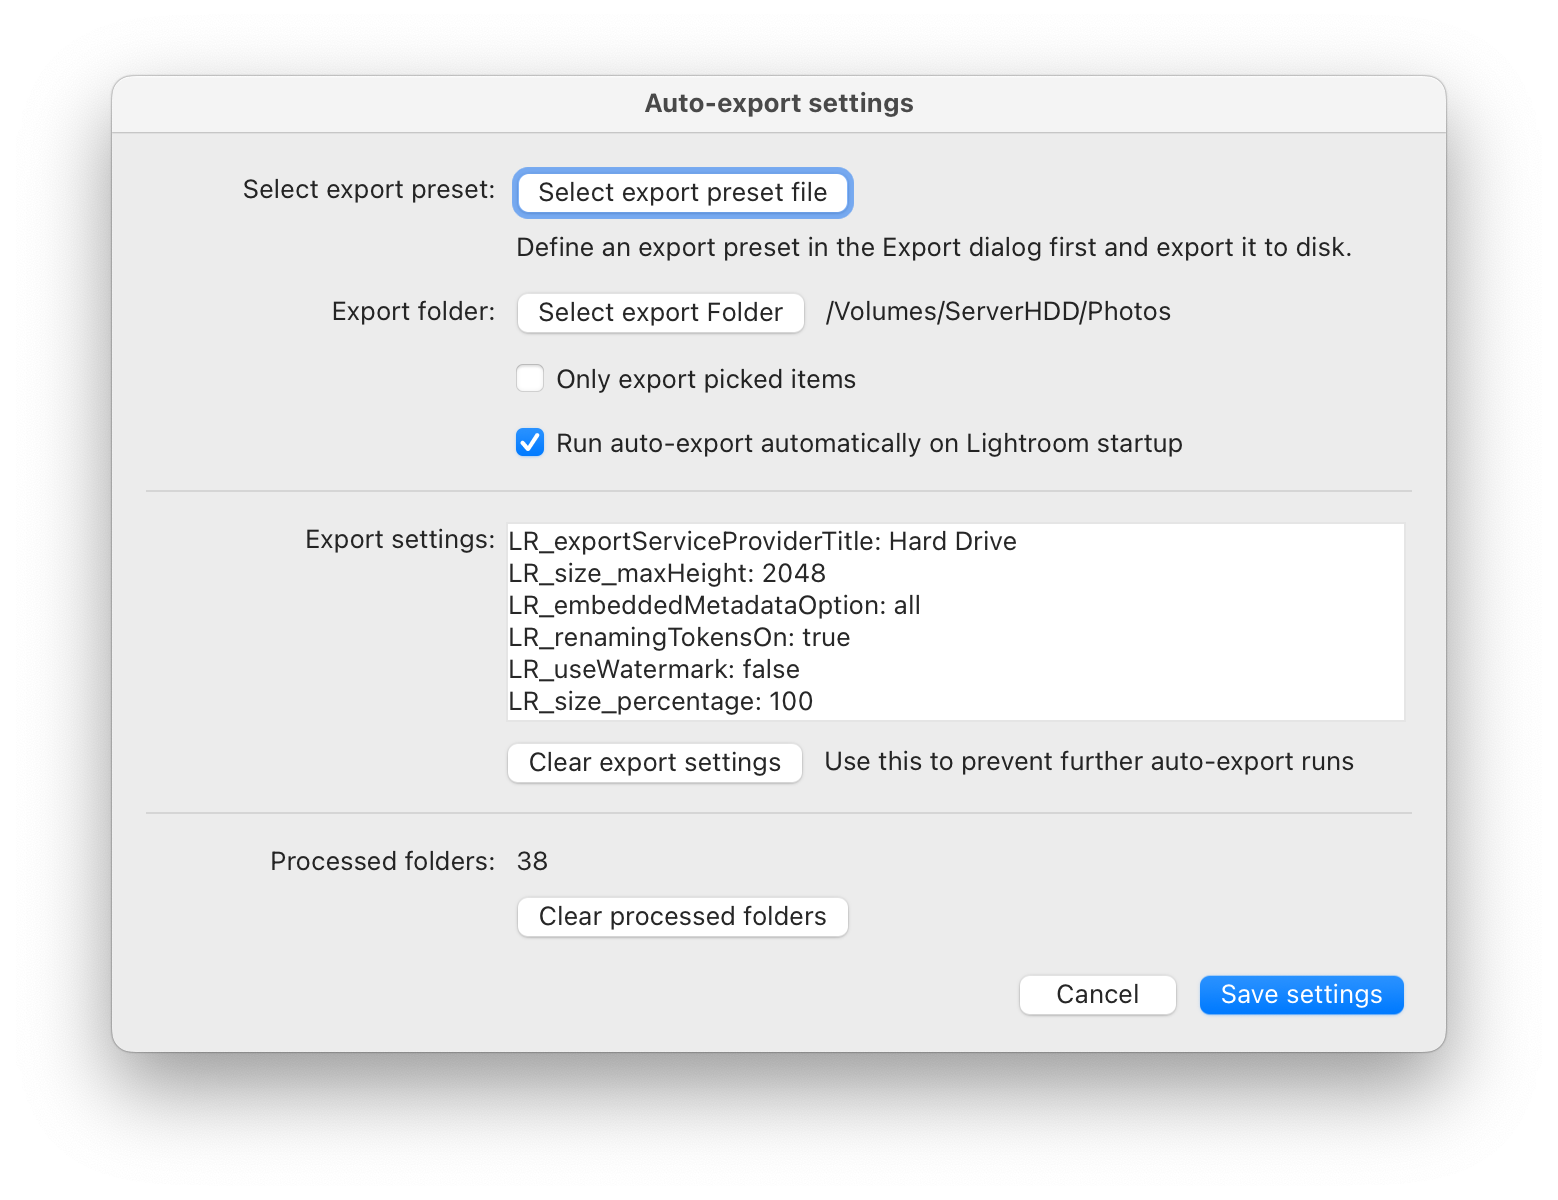 Auto-export settings
Select export preset: Select export preset file
Define an export preset in the Export dialog first and export it to disk.
Export folder: Select export Folder /Volumes/ServerHDD/Photos
Only export picked items
Run auto-export automatically on Lightroom startup
Export settings: LR_exportServiceProviderTitle: Hard Drive
LR_size_maxHeight: 2048
LR_embeddedMetadataOption: all
LR_renamingTokensOn: true
LR_useWatermark: false
LR_size_percentage: 100
Clear export settings Use this to prevent further auto-export runs
Processed folders: 38
Clear processed folders
Cancel Save settings